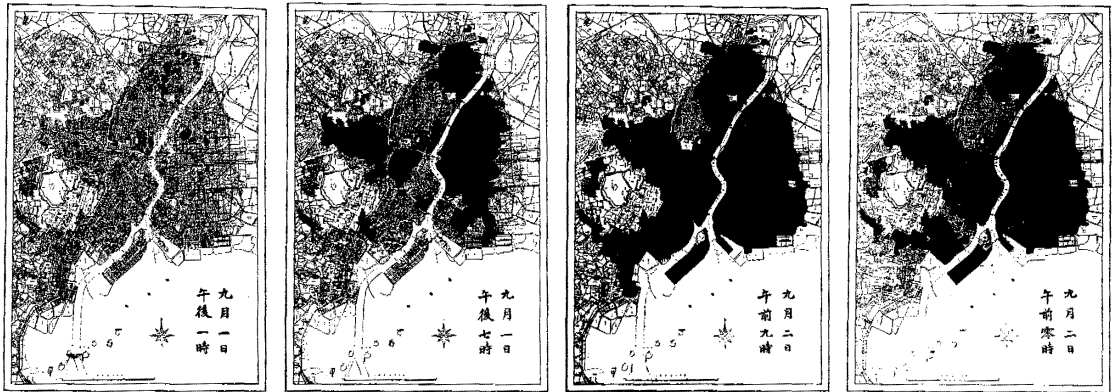 九月一日
午後一時
九月一日
午後七時
九月二日
午前九時
九月二日
午前零時